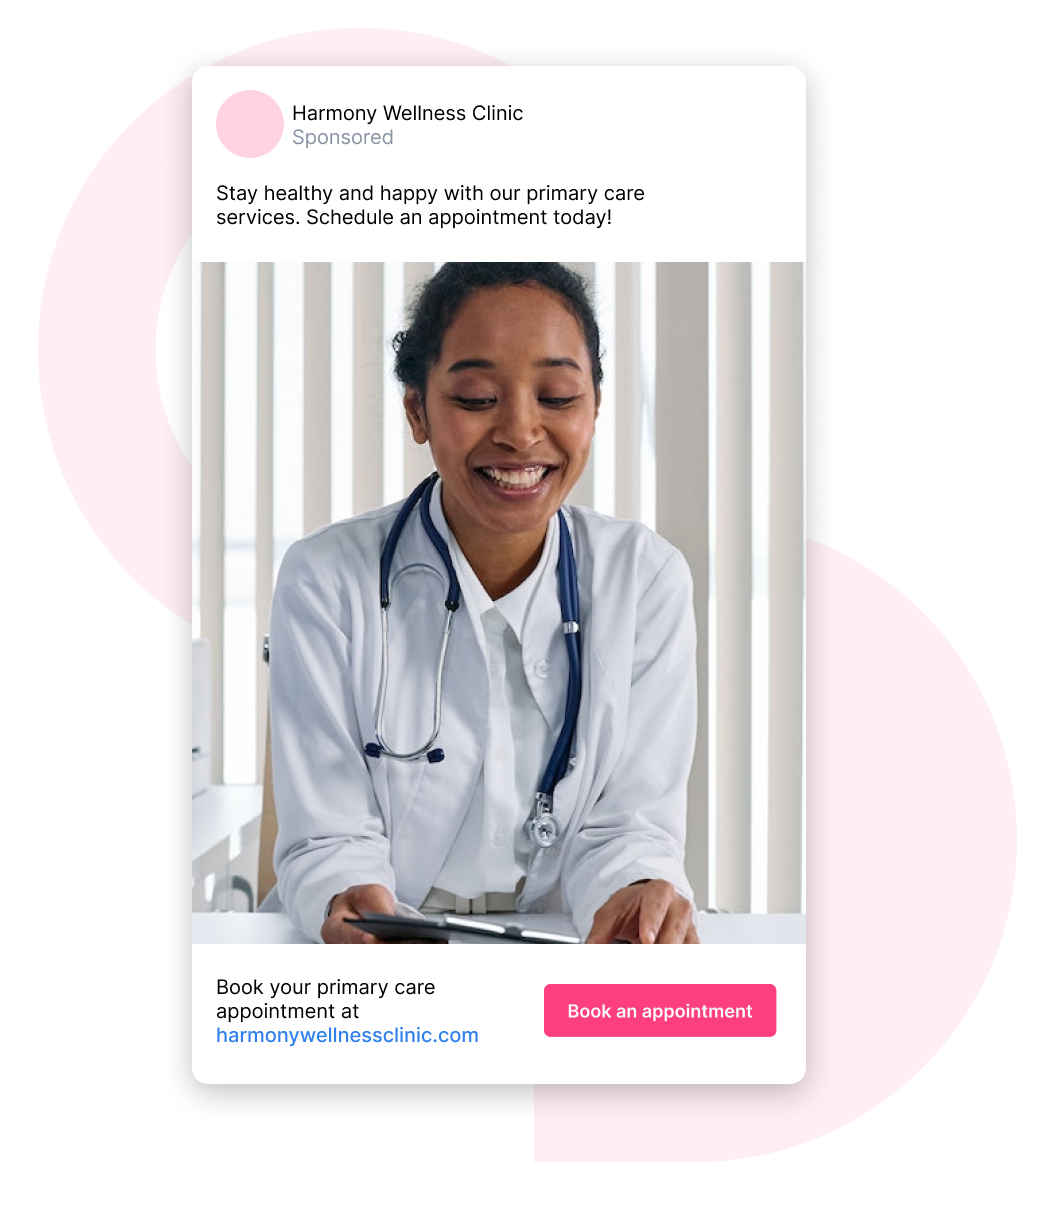 Harmony Wellness Clinic
Sponsored
Stay healthy and happy with our primary care
services. Schedule an appointment today!
Book your primary care
appointment at
harmonywellnessclinic.com
Book an appointment